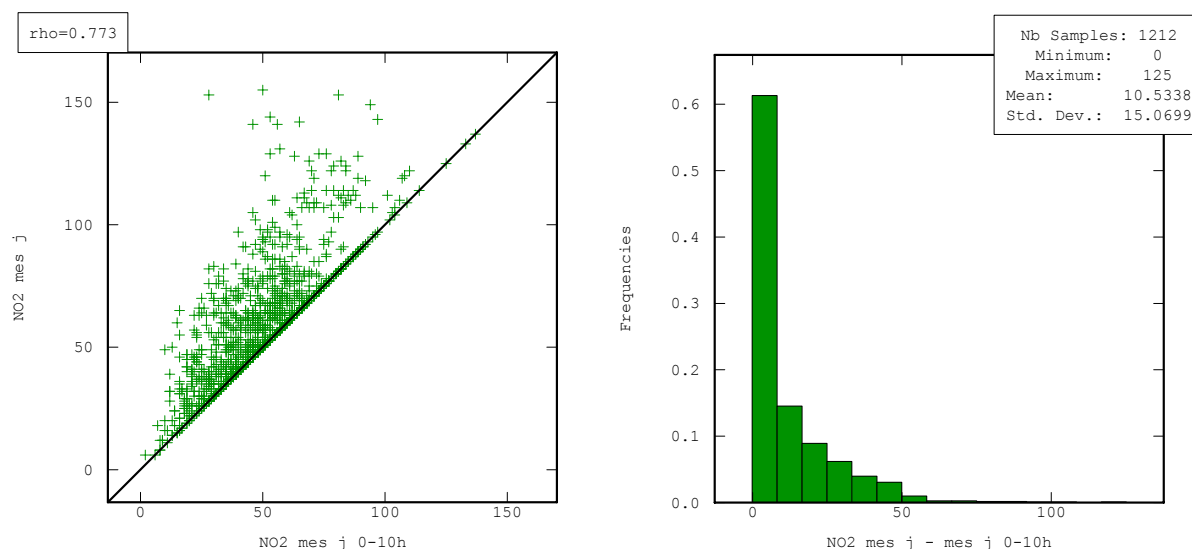 rho=0.773
NO2 mes j
150
100
50
0
0 50 100 150
NO2 mes j 0-10h
Nb Samples: 1212
Minimum: 0
Maximum: 125
Mean: 10.5338
Std. Dev.: 15.0699
Frequencies
0.6
0.5
0.4
0.3
0.2
0.1
0.0
0 50 100
NO2 mes j - mes j 0-10h